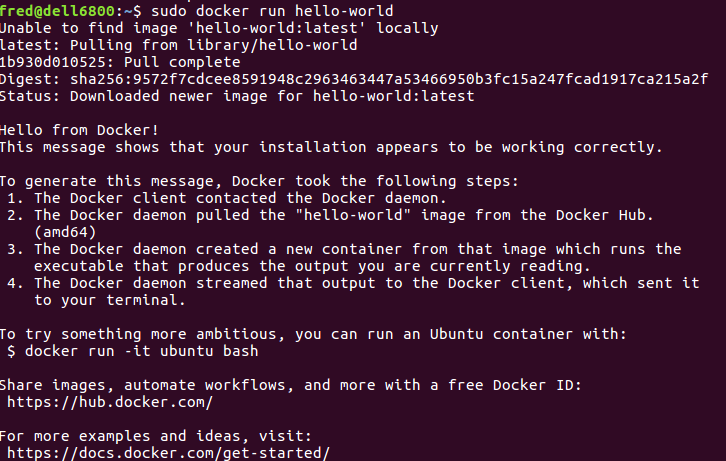 fred@dell6800:~$ sudo docker run hello-world
Unable to find image 'hello-world:latest' locally
latest: Pulling from library/hello-world
1b930d010525: Pull complete
Digest: sha256:9572f7cdcee8591948c2963463447a53466950b3fc15a247fcad1917ca215a2f
Status: Downloaded newer image for hello-world:latest
Hello from Docker!
This message shows that your installation appears to be working correctly.
To generate this message, Docker took the following steps:
1. The Docker client contacted the Docker daemon.
2. The Docker daemon pulled the "hello-world" image from the Docker Hub.
(amd64)
3. The Docker daemon created a new container from that image which runs the
executable that produces the output you are currently reading.
4. The Docker daemon streamed that output to the Docker client, which sent it
to your terminal.
To try something more ambitious, you can run an Ubuntu container with:
$ docker run -it ubuntu bash
Share images, automate workflows, and more with a free Docker ID:
https://hub.docker.com/
For more examples and ideas, visit:
https://docs.docker.com/get-started/